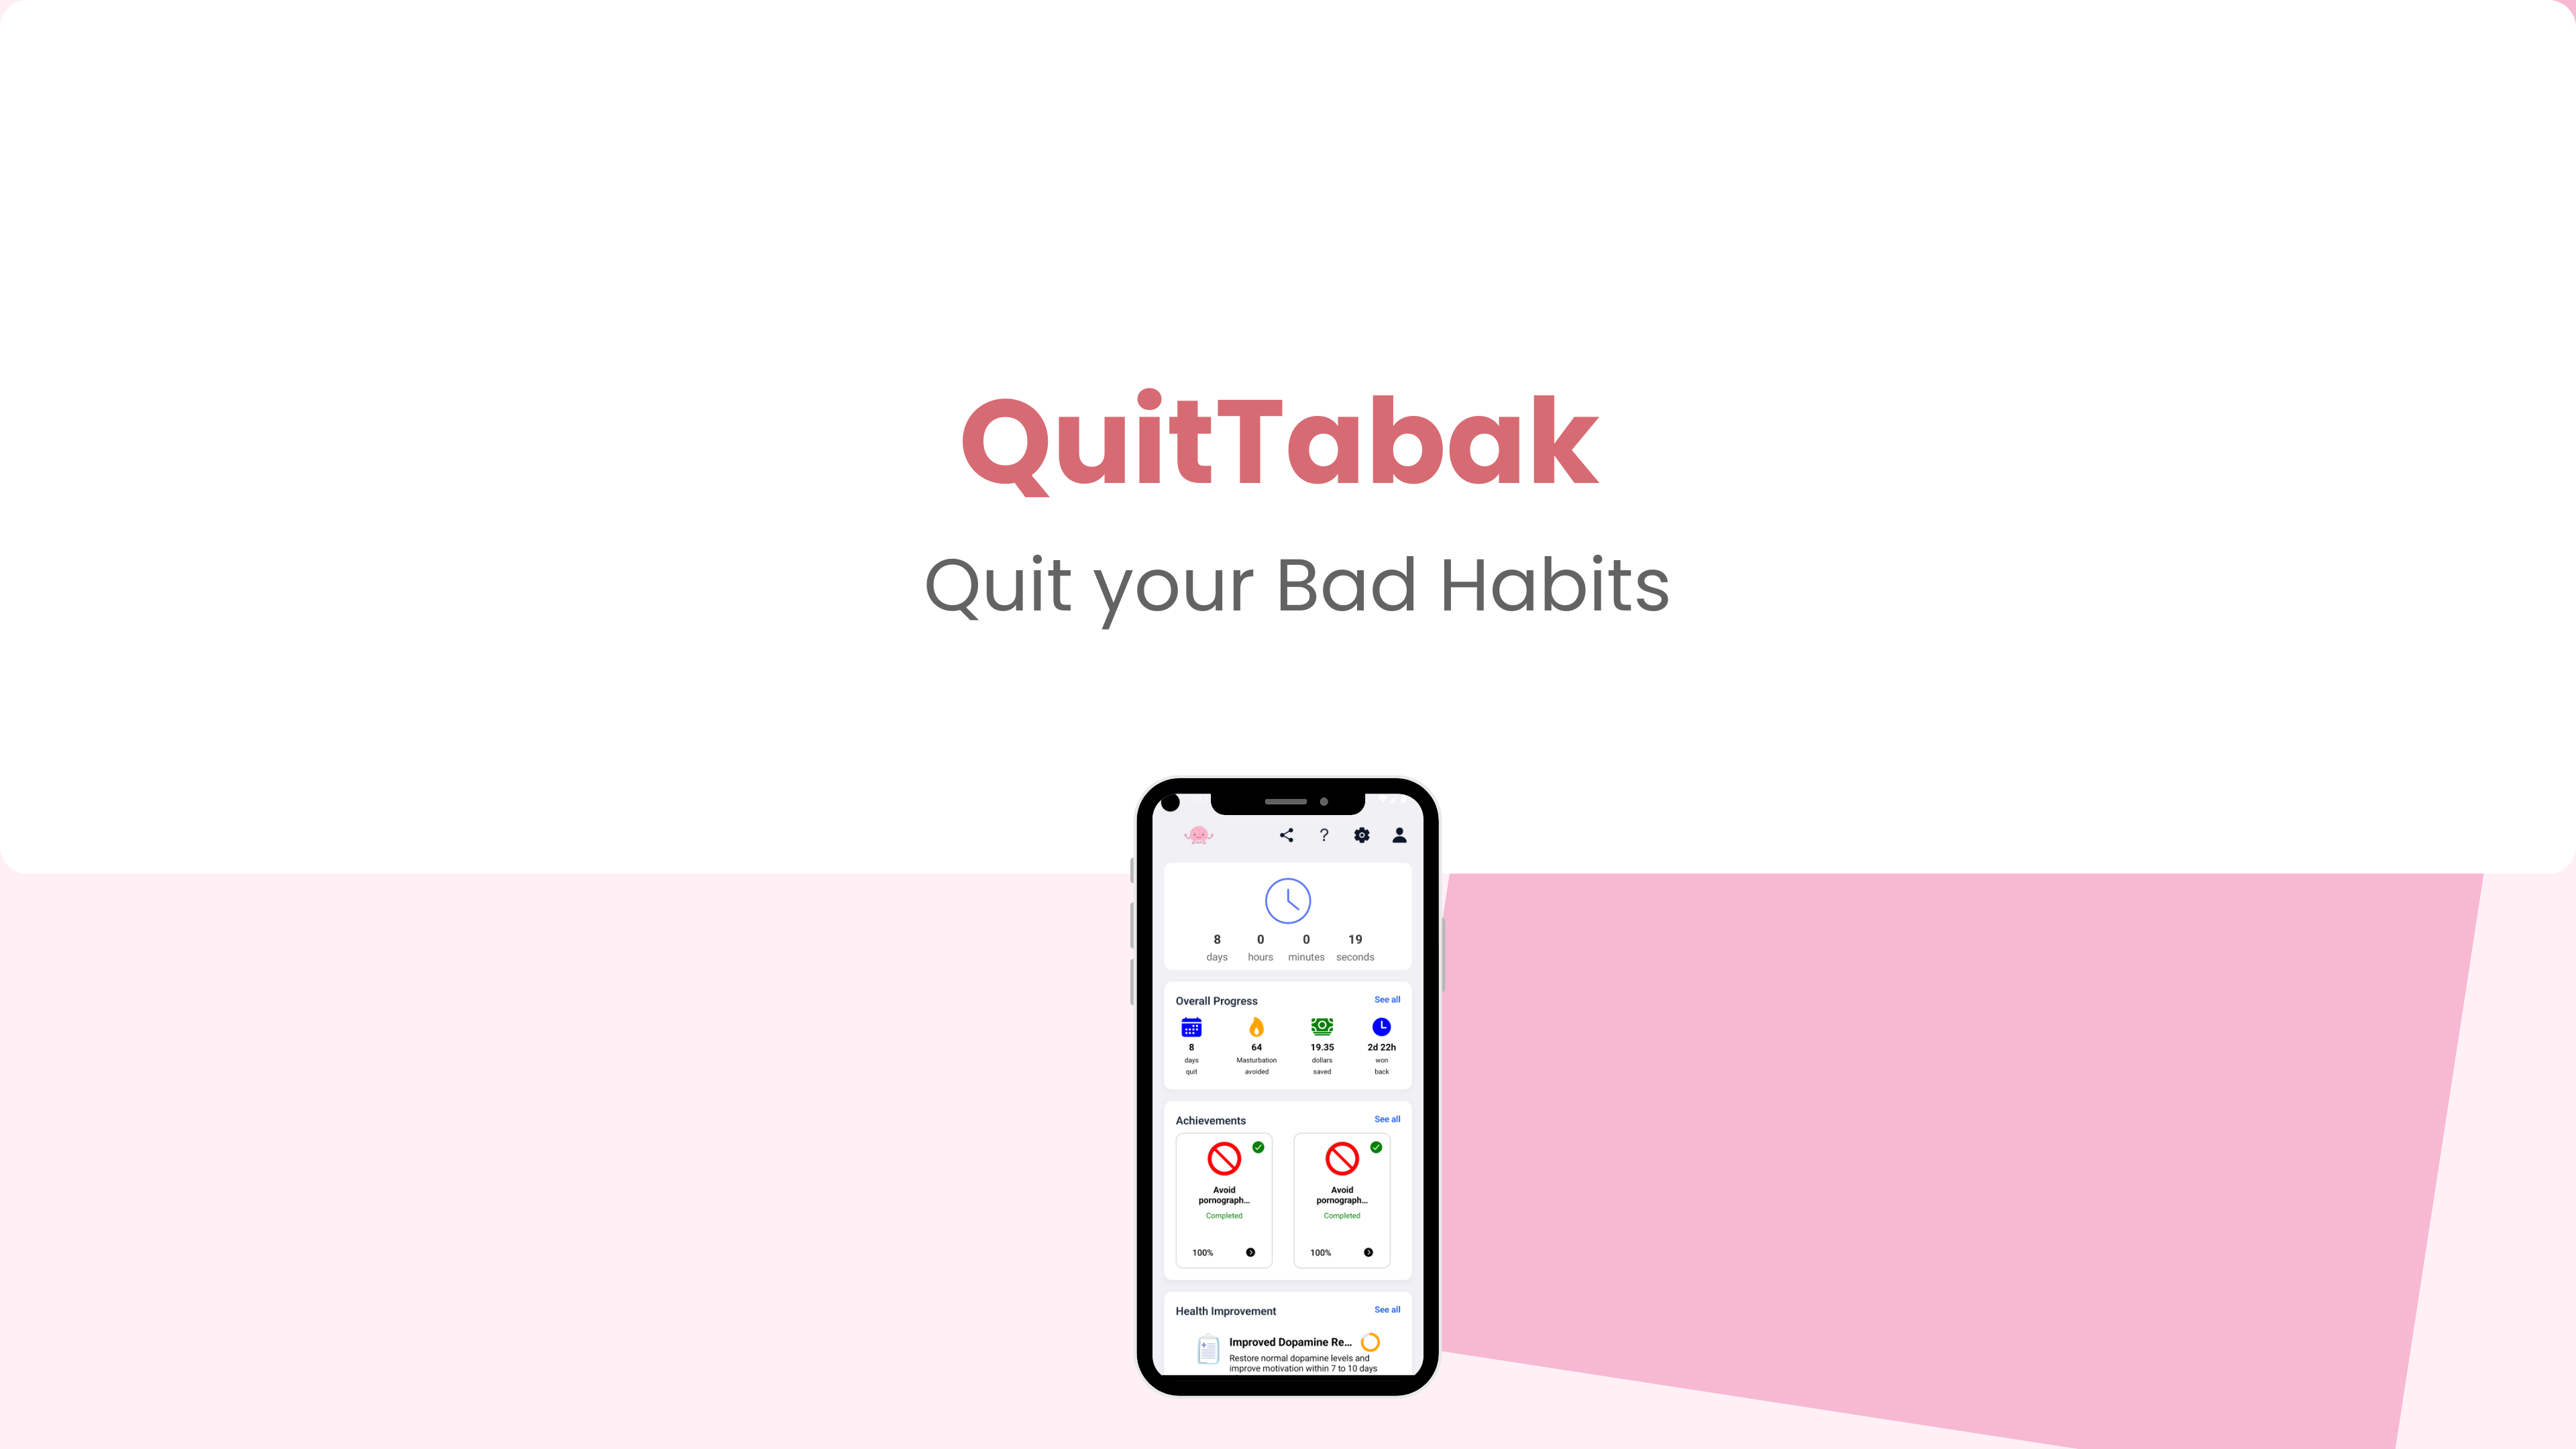 QuitTabak
Quit your Bad Habits
?
8 0 0 19
days hours minutes seconds
Overall Progress See all
8 64 19.35 2d 22h
days Masturbation dollars won
quit avoided saved back
Achievements See all
Avoid Avoid
pornograph... pornograph...
Completed Completed
100% 100%
Health Improvement See all
Improved Dopamine Re...
Restore normal dopamine levels and
improve motivation within 7 to 10 days